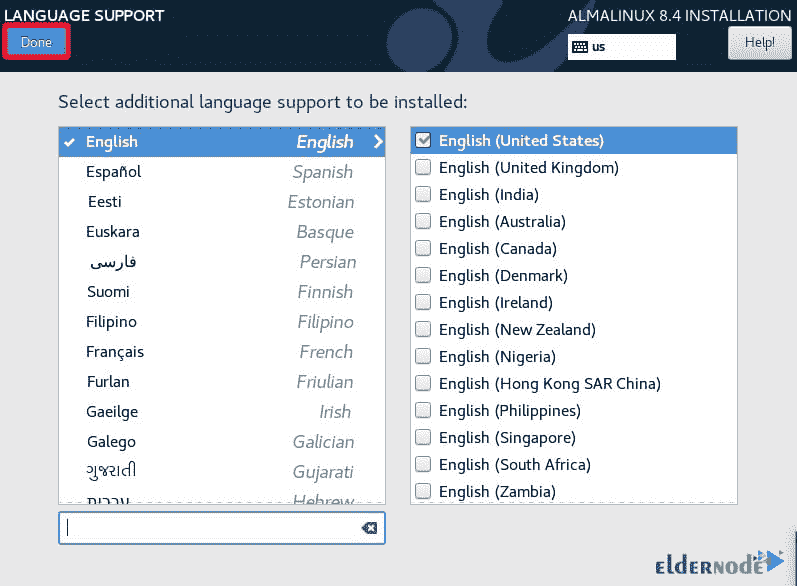 LANGUAGE SUPPORT
ALMALINUX 8.4 INSTALLATION
Done
us
Help!
Select additional language support to be installed:
English English
Español Spanish
Eesti Estonian
Euskara Basque
فارسی Persian
Suomi Finnish
Filipino Filipino
Français French
Furlan Friulian
Gaeilge Irish
Galego Galician
ગુજરાતી Gujarati
עברית Hebrew
English (United States)
English (United Kingdom)
English (India)
English (Australia)
English (Canada)
English (Denmark)
English (Ireland)
English (New Zealand)
English (Nigeria)
English (Hong Kong SAR China)
English (Philippines)
English (Singapore)
English (South Africa)
English (Zambia)
eldernode